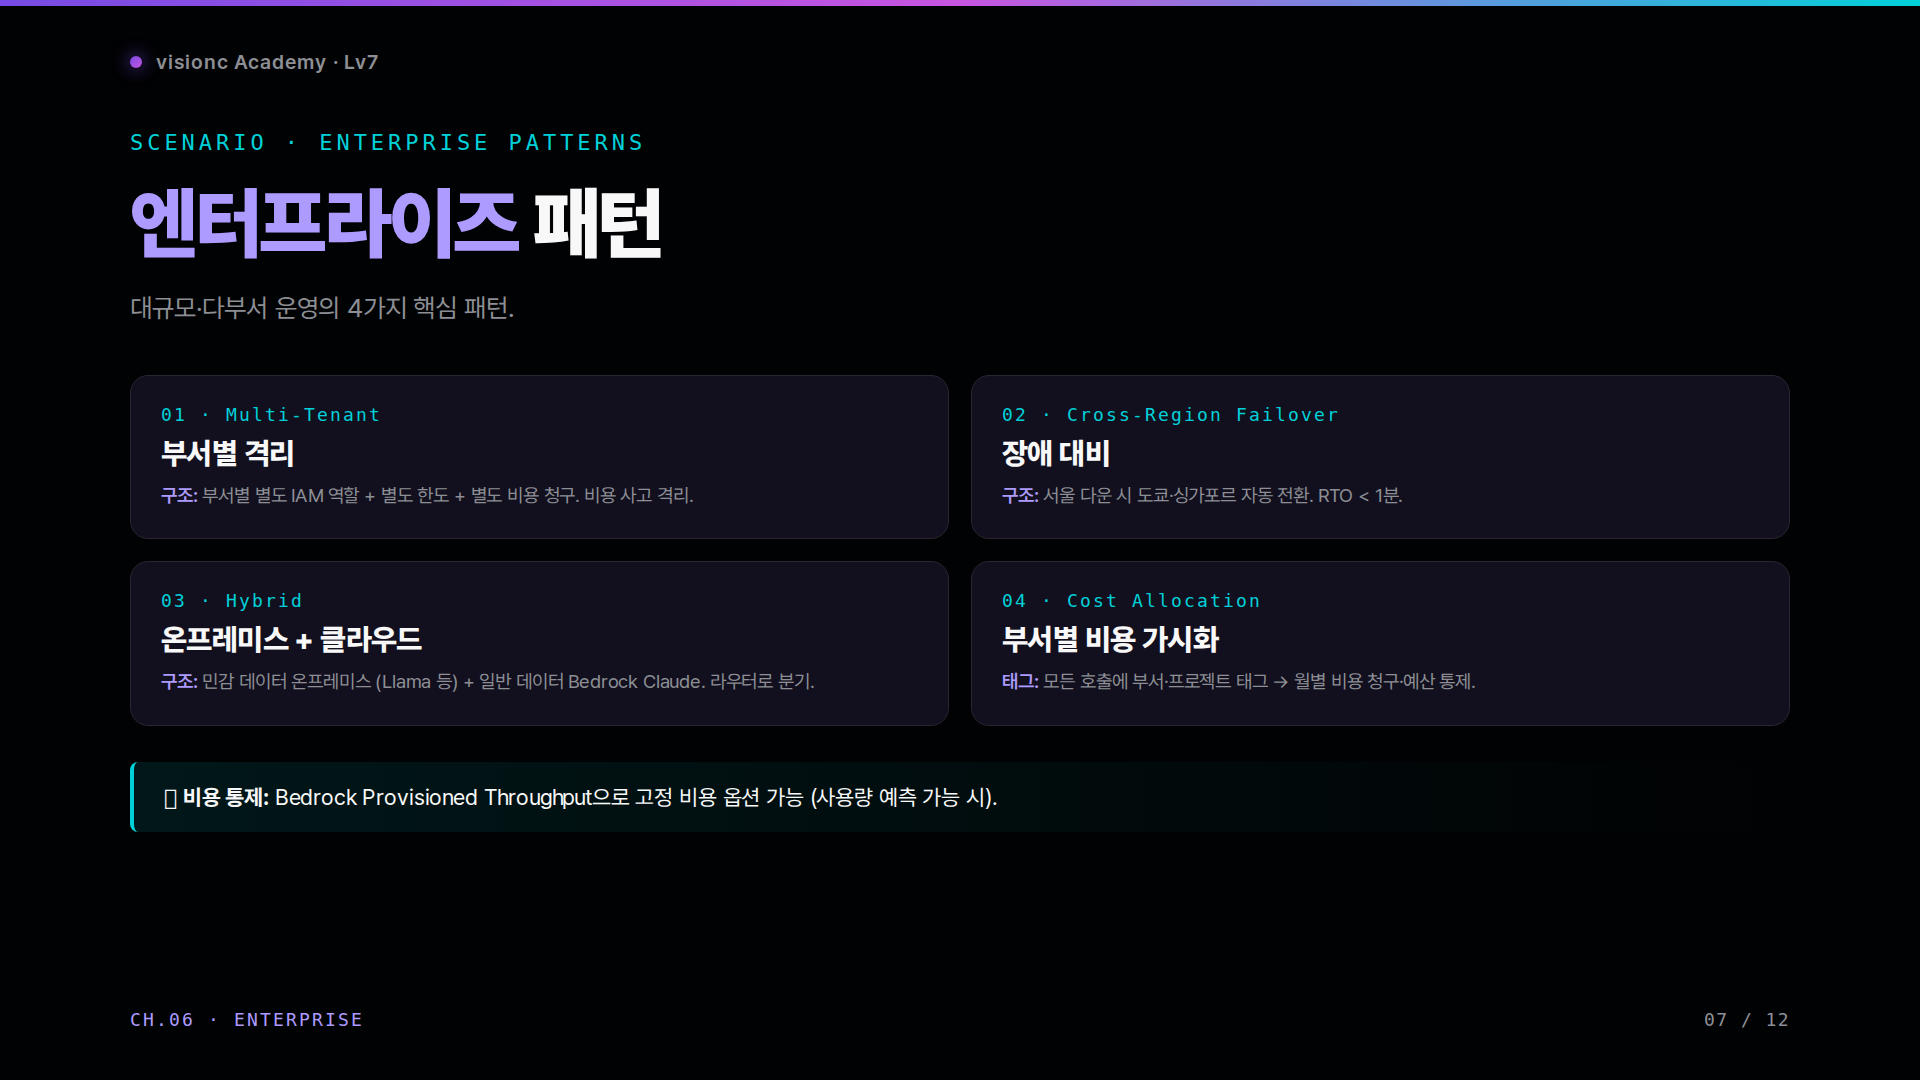 visionc Academy · Lv7
SCENARIO · ENTERPRISE PATTERNS
엔터프라이즈 패턴
대규모·다부서 운영의 4가지 핵심 패턴.
01 · Multi-Tenant
부서별 격리
구조: 부서별 별도 IAM 역할 + 별도 한도 + 별도 비용 청구. 비용 사고 격리.
02 · Cross-Region Failover
장애 대비
구조: 서울 다운 시 도쿄·싱가포르 자동 전환. RTO < 1분.
03 · Hybrid
온프레미스 + 클라우드
구조: 민감 데이터 온프레미스 (Llama 등) + 일반 데이터 Bedrock Claude. 라우터로 분기.
04 · Cost Allocation
부서별 비용 가시화
태그: 모든 호출에 부서·프로젝트 태그 → 월별 비용 청구·예산 통제.
비용 통제: Bedrock Provisioned Throughput으로 고정 비용 옵션 가능 (사용량 예측 가능 시).
CH.06 · ENTERPRISE
07 / 12